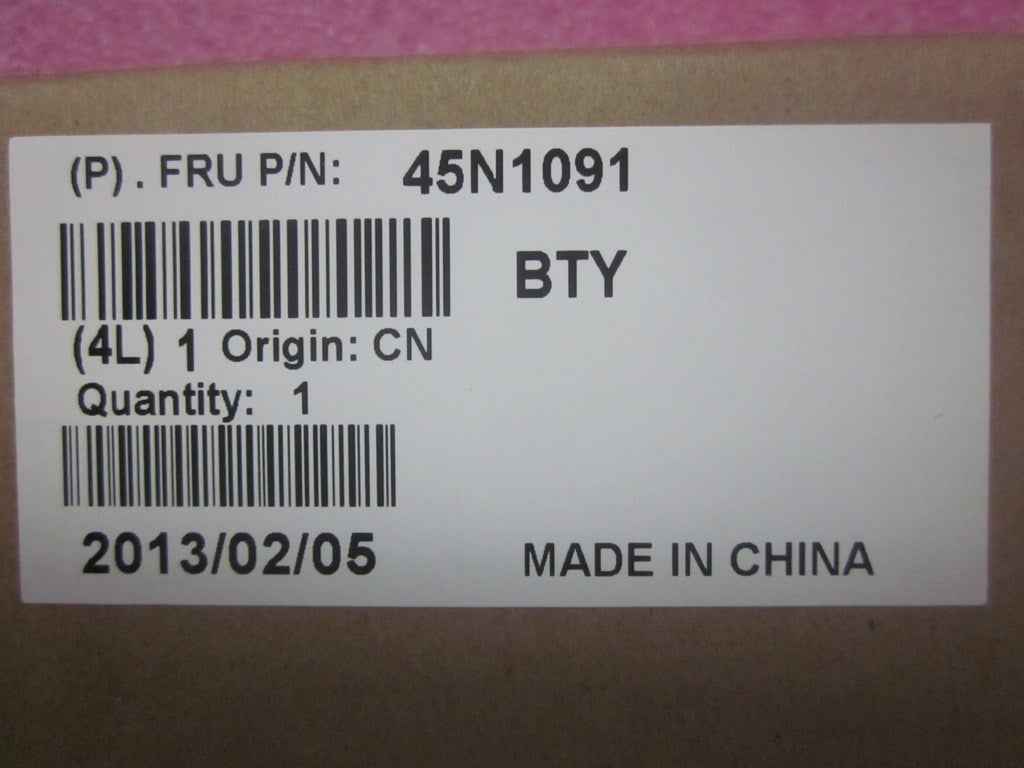 (P) . FRU P/N: 45N1091
BTY
(4L) 1 Origin: CN
Quantity: 1
2013/02/05
MADE IN CHINA